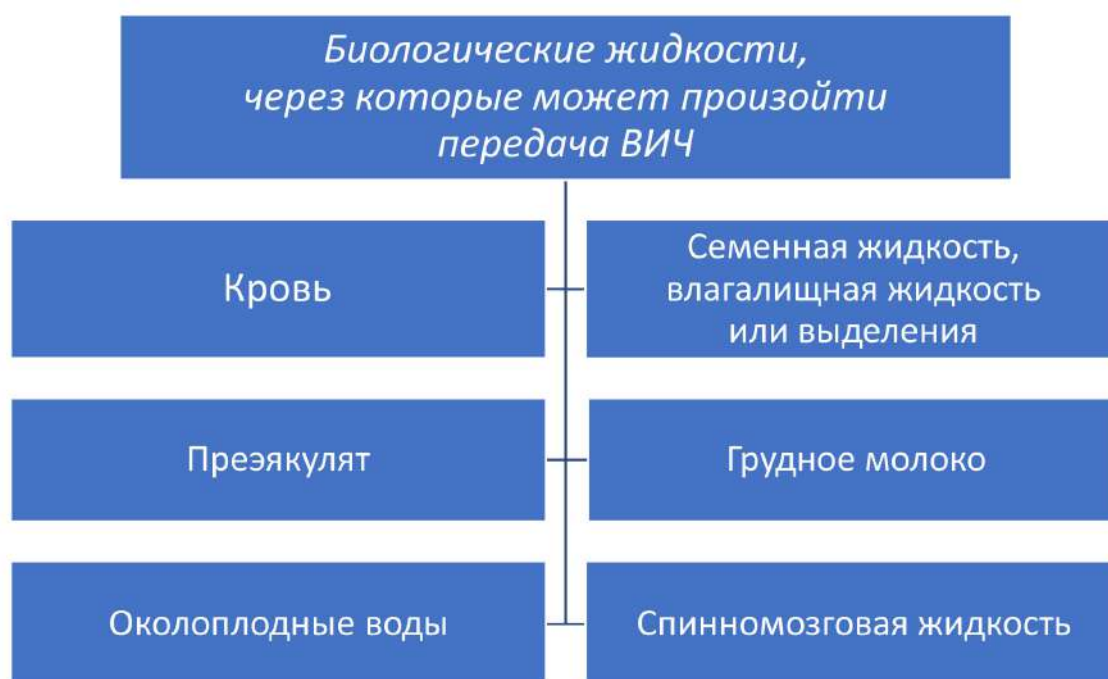 Биологические жидкости,
через которые может произойти
передача ВИЧ
Кровь
Семенная жидкость,
влагалищная жидкость
или выделения
Преэякулят
Грудное молоко
Околоплодные воды
Спинномозговая жидкость